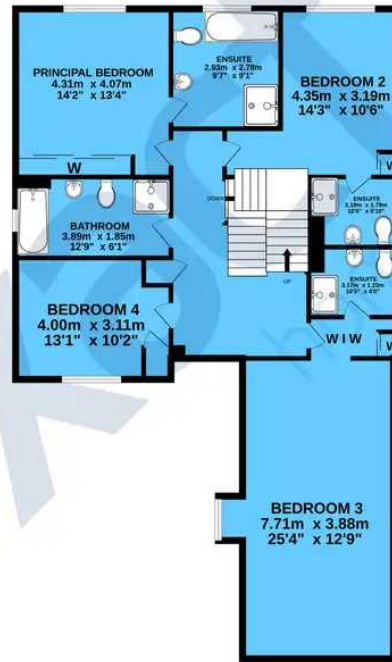 PRINCIPAL BEDROOM
4.31m x 4.07m
14'2" x 13'4"
ENSUITE
2.93m x 2.78m
9'7" x 9'1"
BEDROOM 2
4.35m x 3.19m
14'3" x 10'6"
W
W
DOWN
BATHROOM
3.89m x 1.85m
12'9" x 6'1"
ENSUITE
ENSUITE
UP
BEDROOM 4
4.00m x 3.11m
13'1" x 10'2"
W I W
W
BEDROOM 3
7.71m x 3.88m
25'4" x 12'9"